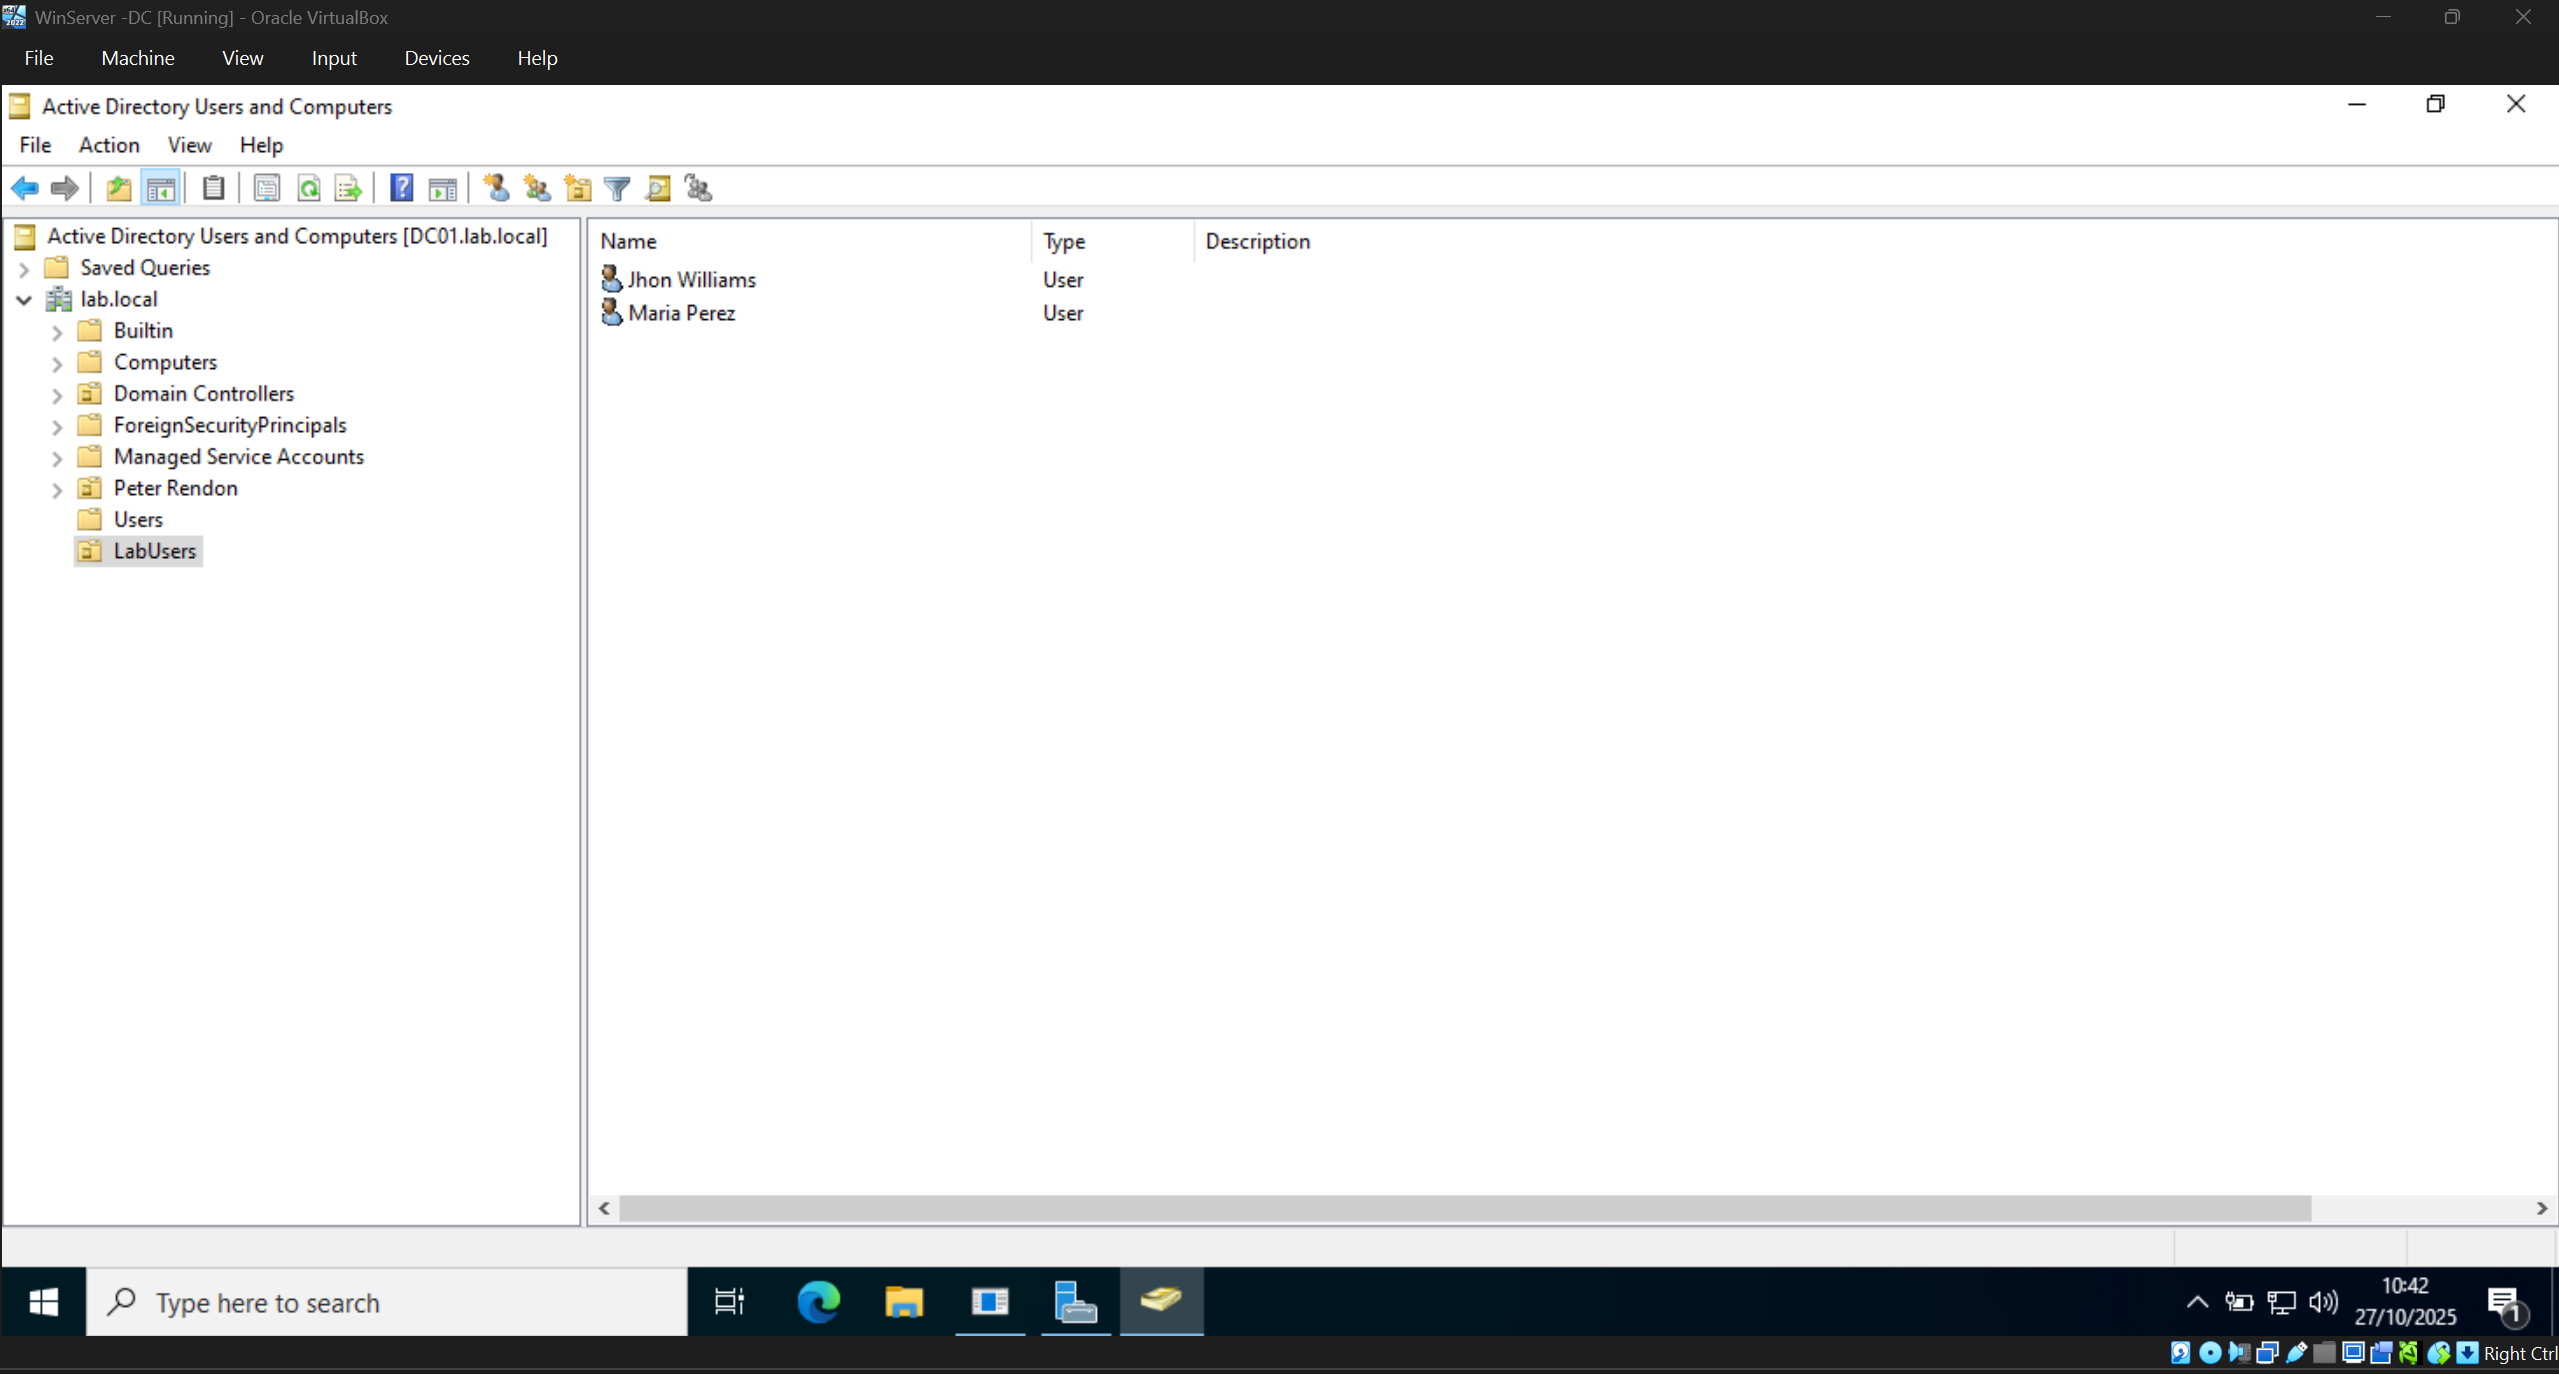 WinServer -DC [Running] - Oracle VirtualBox
File Machine View Input Devices Help
Active Directory Users and Computers
File Action View Help
Active Directory Users and Computers [DC01.lab.local]
Saved Queries
lab.local
Builtin
Computers
Domain Controllers
ForeignSecurityPrincipals
Managed Service Accounts
Peter Rendon
Users
LabUsers
Name Type Description
Jhon Williams User
Maria Perez User
Type here to search
10:42
27/10/2025
1
Right Ctrl